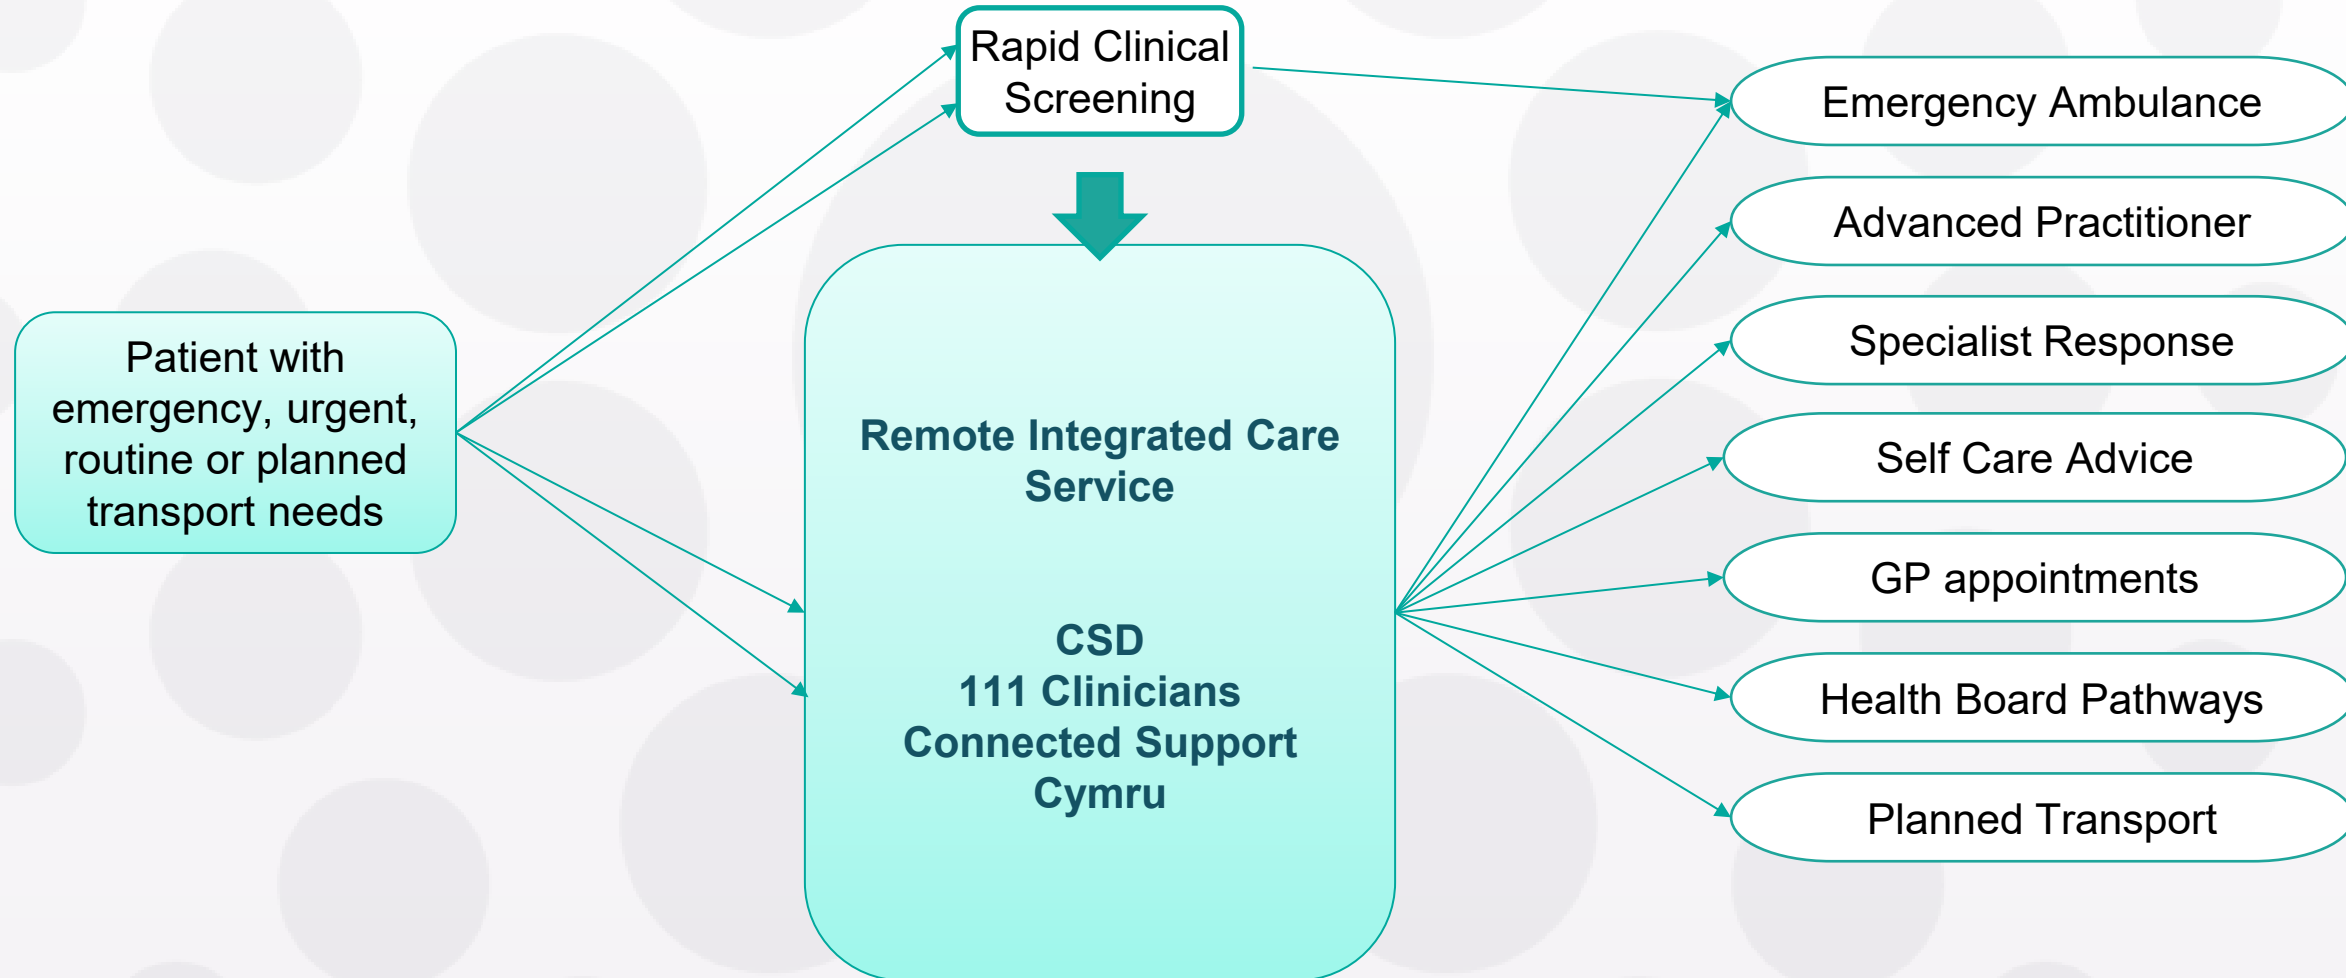 Rapid Clinical
Screening
Patient with
emergency, urgent,
routine or planned
transport needs
Remote Integrated Care
Service
CSD
111 Clinicians
Connected Support
Cymru
Emergency Ambulance
Advanced Practitioner
Specialist Response
Self Care Advice
GP appointments
Health Board Pathways
Planned Transport